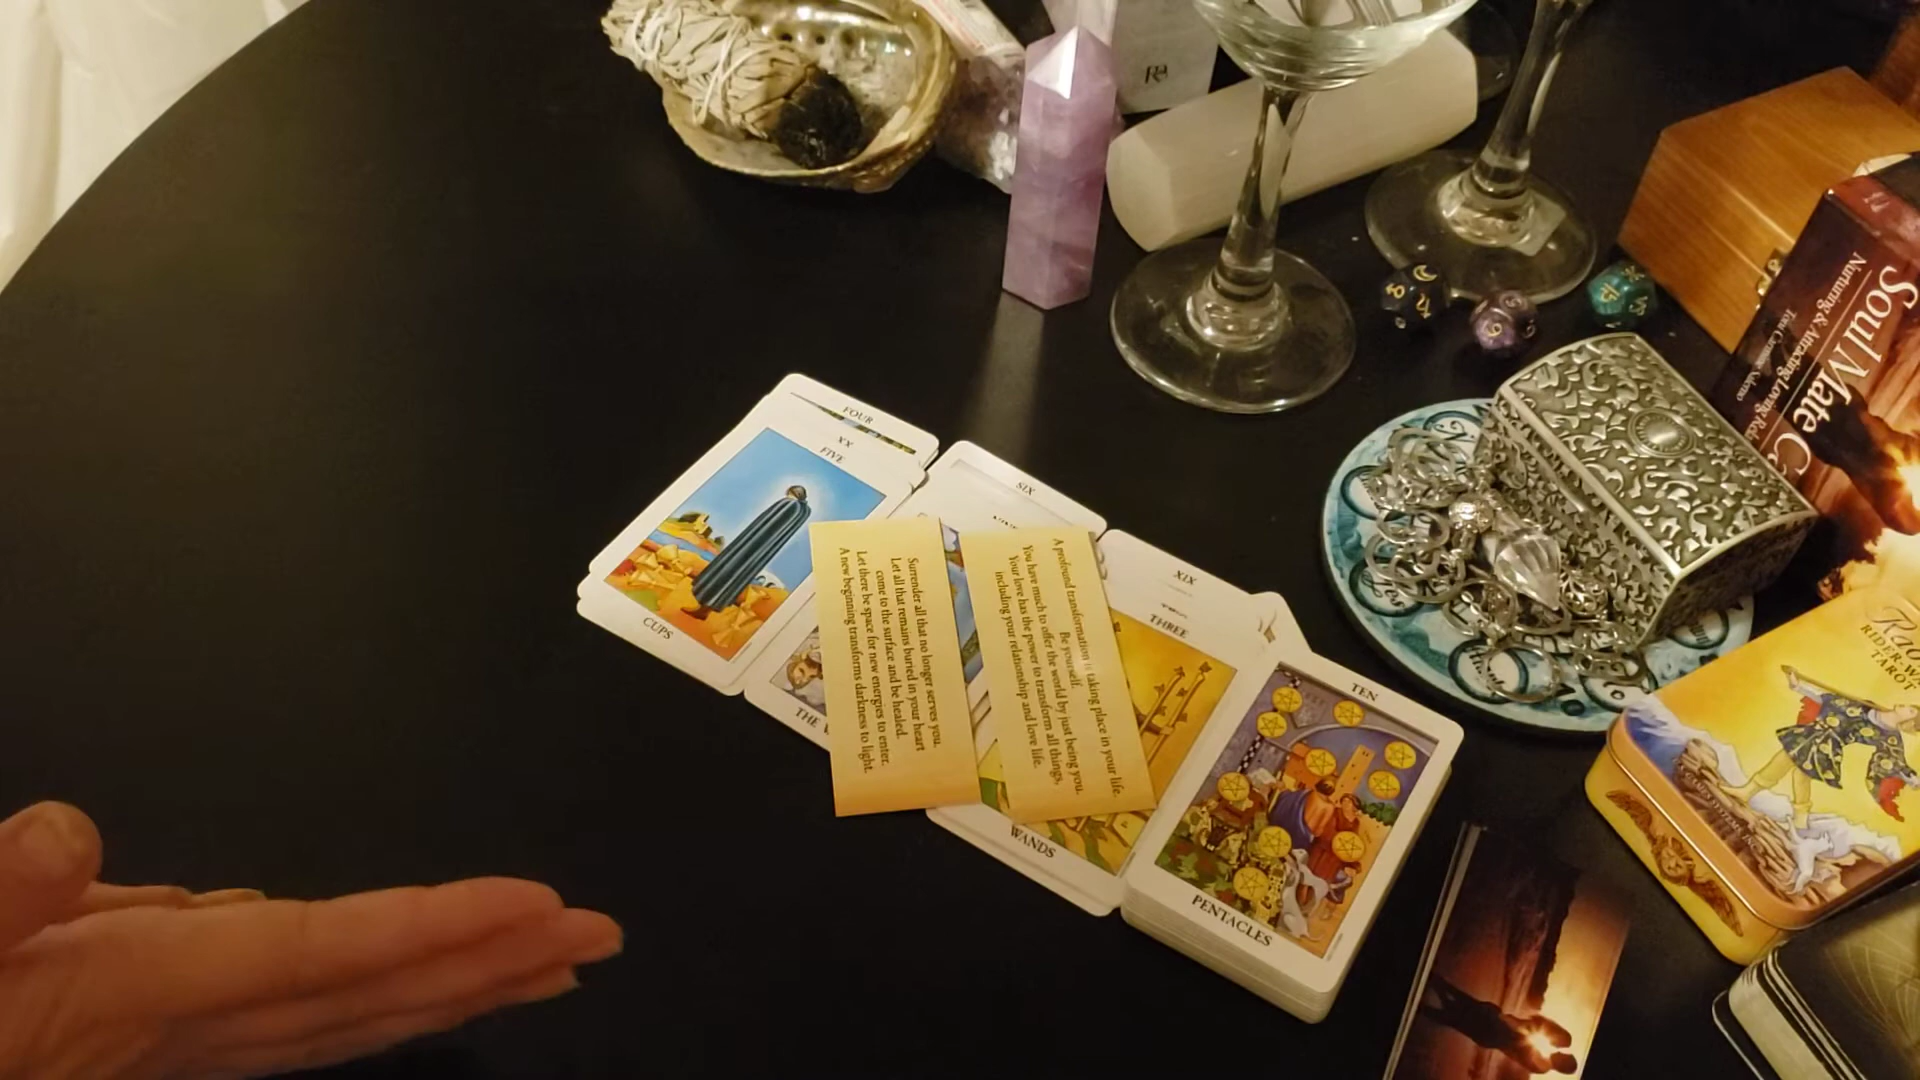 FOUR
XX
FIVE
CUPS
SIX
THE
Surrender all that no longer serves you.
Let all that remains buried in your heart
come to the surface and be healed.
Let there be space for new energies to enter.
A new beginning transforms darkness to light.
A profound transformation is taking place in your life.
Be yourself.
You have much to offer the world by just being you.
Your love has the power to transform all things,
including your relationship and love life.
XIX
THREE
WANDS
TEN
PENTACLES
Soul Mate
Nurturing & Attracting Loving
RIDER-W
TAROT